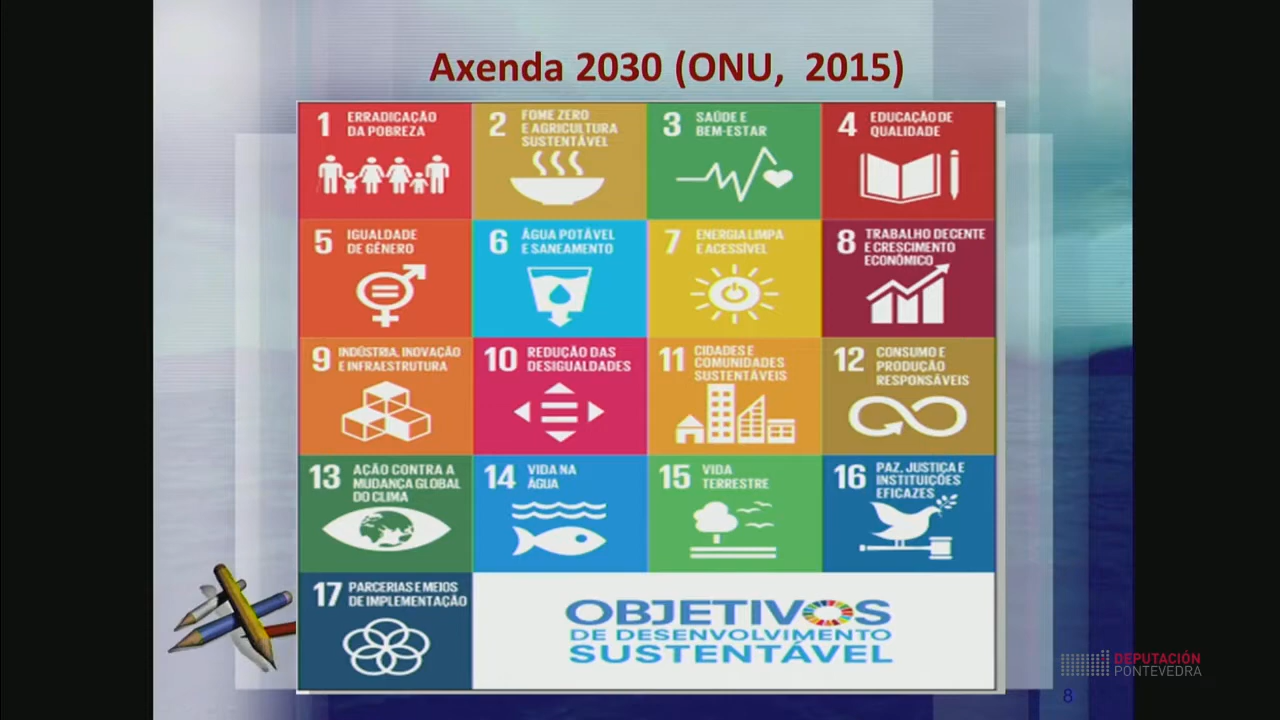 Axenda 2030 (ONU, 2015)
1 ERRADICAÇÃO
DA POBREZA
2 FOME ZERO
E AGRICULTURA
SUSTENTÁVEL
3 SAÚDE E
BEM-ESTAR
4 EDUCAÇÃO DE
QUALIDADE
5 IGUALDADE
DE GÊNERO
6 ÁGUA POTÁVEL
E SANEAMENTO
7 ENERGIA LIMPA
E ACESSÍVEL
8 TRABALHO DECENTE
E CRESCIMENTO
ECONÔMICO
9 INDÚSTRIA, INOVAÇÃO
E INFRAESTRUTURA
10 REDUÇÃO DAS
DESIGUALDADES
11 CIDADES E
COMUNIDADES
SUSTENTÁVEIS
12 CONSUMO E
PRODUÇÃO
RESPONSÁVEIS
13 AÇÃO CONTRA A
MUDANÇA GLOBAL
DO CLIMA
14 VIDA NA
ÁGUA
15 VIDA
TERRESTRE
16 PAZ, JUSTIÇA E
INSTITUIÇÕES
EFICAZES
17 PARCERIAS E MEIOS
DE IMPLEMENTAÇÃO
OBJETIVOS
DE DESENVOLVIMENTO
SUSTENTÁVEL
DEPUTACIÓN
PONTEVEDRA
8